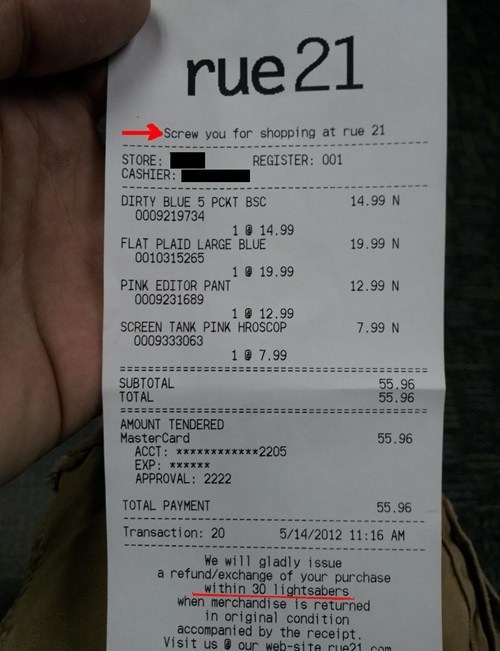 rue21
Screw you for shopping at rue 21
STORE: REGISTER: 001
CASHIER:
DIRTY BLUE 5 PCKT BSC 14.99 N
0009219734
1 @ 14.99
FLAT PLAID LARGE BLUE 19.99 N
0010315265
1 @ 19.99
PINK EDITOR PANT 12.99 N
0009231689
1 @ 12.99
SCREEN TANK PINK HROSCOP 7.99 N
0009333063
1 @ 7.99
SUBTOTAL 55.96
TOTAL 55.96
AMOUNT TENDERED
MasterCard 55.96
ACCT: ************2205
EXP: ******
APPROVAL: 2222
TOTAL PAYMENT 55.96
Transaction: 20 5/14/2012 11:16 AM
We will gladly issue
a refund/exchange of your purchase
within 30 lightsabers
when merchandise is returned
in original condition
accompanied by the receipt.
Visit us @ our web-site rue21.com